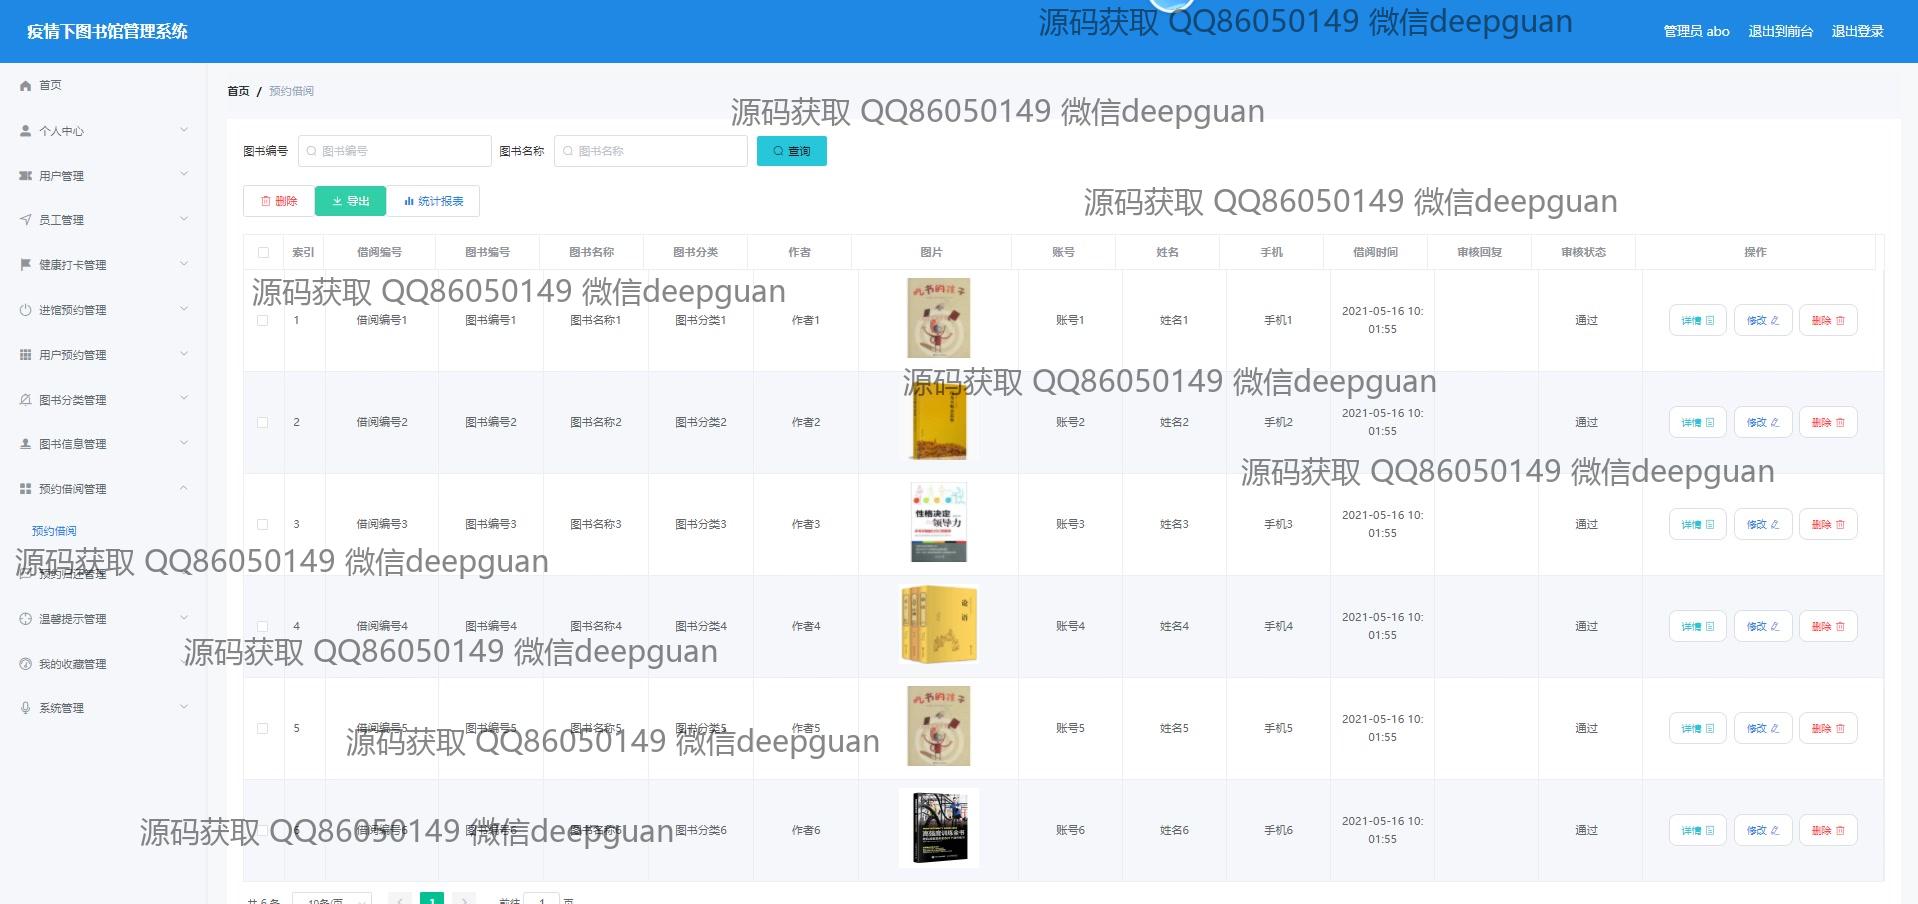 疫情下图书馆管理系统
源码获取 QQ86050149 微信deepguan
管理员 abo 退出到前台 退出登录
首页
个人中心
用户管理
员工管理
健康打卡管理
进馆预约管理
用户预约管理
图书分类管理
图书信息管理
预约借阅管理
预约借阅
源码获取 QQ86050149 微信deepguan
预约归还管理
温馨提示管理
我的收藏管理
系统管理
首页 / 预约借阅
源码获取 QQ86050149 微信deepguan
图书编号 图书编号 图书名称 图书名称 查询
删除 导出 统计报表
源码获取 QQ86050149 微信deepguan
索引 借阅编号 图书编号 图书名称 图书分类 作者 图片 账号 姓名 手机 借阅时间 审核回复 审核状态 操作
源码获取 QQ86050149 微信deepguan
1 借阅编号1 图书编号1 图书名称1 图书分类1 作者1 账号1 姓名1 手机1 2021-05-16 10:
01:55 通过 详情 修改 删除
源码获取 QQ86050149 微信deepguan
2 借阅编号2 图书编号2 图书名称2 图书分类2 作者2 账号2 姓名2 手机2 2021-05-16 10:
01:55 通过 详情 修改 删除
源码获取 QQ86050149 微信deepguan
性格决定
领导力
3 借阅编号3 图书编号3 图书名称3 图书分类3 作者3 账号3 姓名3 手机3 2021-05-16 10:
01:55 通过 详情 修改 删除
论语
4 借阅编号4 图书编号4 图书名称4 图书分类4 作者4 账号4 姓名4 手机4 2021-05-16 10:
01:55 通过 详情 修改 删除
源码获取 QQ86050149 微信deepguan
5 借阅编号5 图书编号5 图书名称5 图书分类5 作者5 账号5 姓名5 手机5 2021-05-16 10:
01:55 通过 详情 修改 删除
源码获取 QQ86050149 微信deepguan
6 借阅编号6 图书编号6 图书名称6 图书分类6 作者6 账号6 姓名6 手机6 2021-05-16 10:
01:55 通过 详情 修改 删除
源码获取 QQ86050149 微信deepguan
共 6 条 10条/页 1 前往 1 页